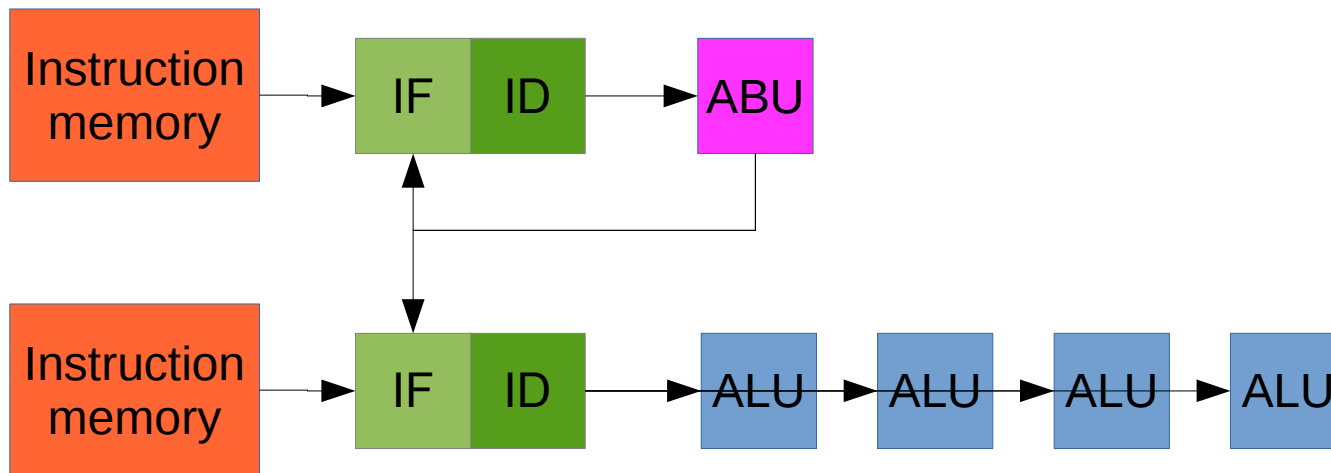 Instruction
memory
IF
ID
ABU
Instruction
memory
IF
ID
ALU
ALU
ALU
ALU